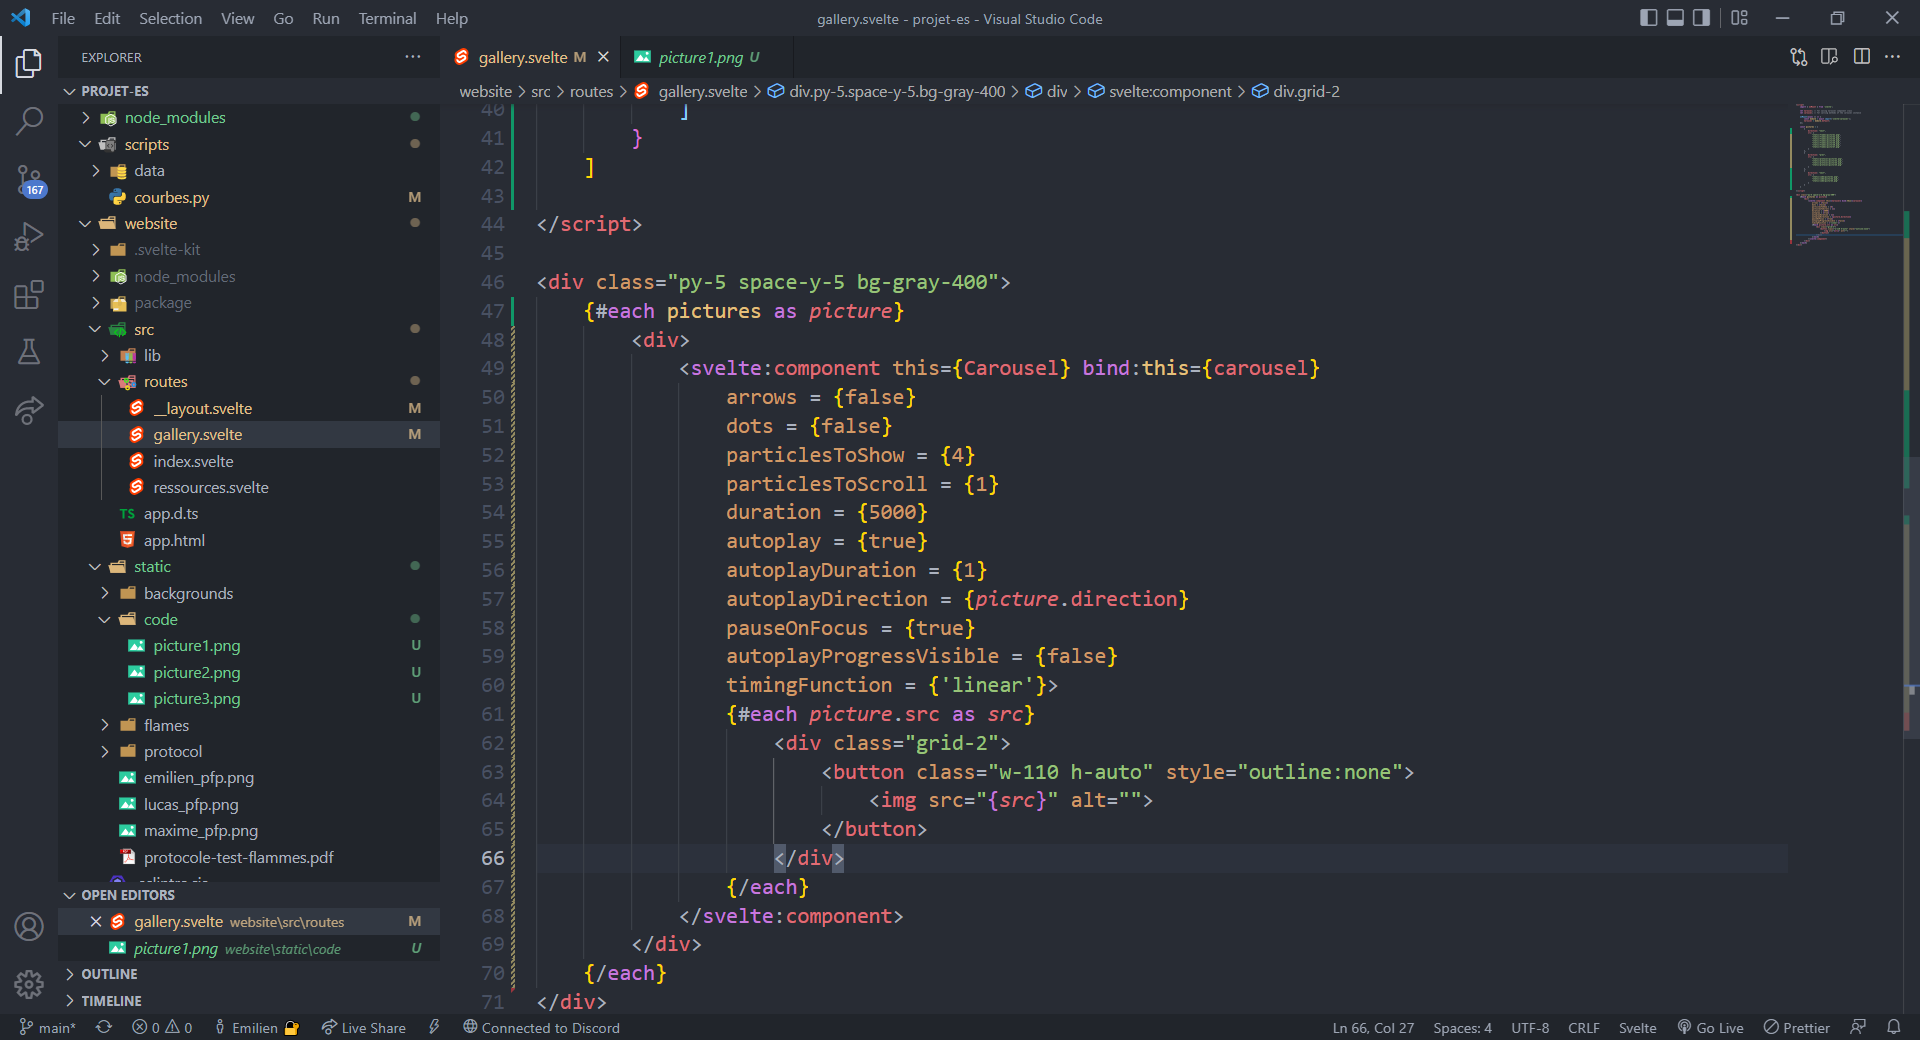 File Edit Selection View Go Run Terminal Help
gallery.svelte - projet-es - Visual Studio Code
EXPLORER
PROJET-ES
node_modules
scripts
data
courbes.py M
website
.svelte-kit
node_modules
package
src
lib
routes
__layout.svelte M
gallery.svelte M
index.svelte
ressources.svelte
TS app.d.ts
app.html
static
backgrounds
code
picture1.png U
picture2.png U
picture3.png U
flames
protocol
emilien_pfp.png
lucas_pfp.png
maxime_pfp.png
protocole-test-flammes.pdf
OPEN EDITORS
gallery.svelte website\src\routes M
picture1.png website\static\code U
OUTLINE
TIMELINE
167
gallery.svelte M
picture1.png U
website > src > routes > gallery.svelte > div.py-5.space-y-5.bg-gray-400 > div > svelte:component > div.grid-2
40 ]
41 }
42 ]
43
44 </script>
45
46 <div class="py-5 space-y-5 bg-gray-400">
47 {#each pictures as picture}
48 <div>
49 <svelte:component this={Carousel} bind:this={carousel}
50 arrows = {false}
51 dots = {false}
52 particlesToShow = {4}
53 particlesToScroll = {1}
54 duration = {5000}
55 autoplay = {true}
56 autoplayDuration = {1}
57 autoplayDirection = {picture.direction}
58 pauseOnFocus = {true}
59 autoplayProgressVisible = {false}
60 timingFunction = {'linear'}>
61 {#each picture.src as src}
62 <div class="grid-2">
63 <button class="w-110 h-auto" style="outline:none">
64 <img src="{src}" alt="">
65 </button>
66 </div>
67 {/each}
68 </svelte:component>
69 </div>
70 {/each}
71 </div>
main* 0 0 Emilien Live Share Connected to Discord
Ln 66, Col 27 Spaces: 4 UTF-8 CRLF Svelte Go Live Prettier